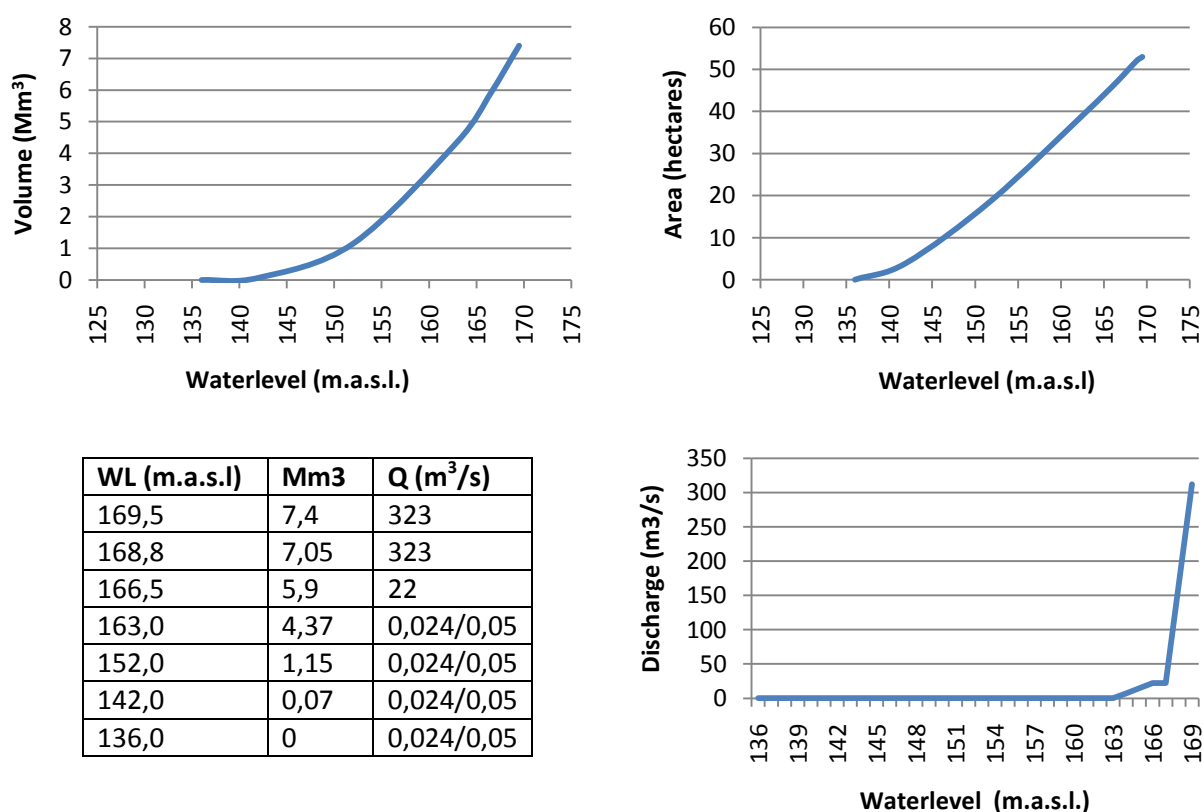 Volume (Mm³)
8
7
6
5
4
3
2
1
0
125 130 135 140 145 150 155 160 165 170 175
Waterlevel (m.a.s.l.)
Area (hectares)
60
50
40
30
20
10
0
125 130 135 140 145 150 155 160 165 170 175
Waterlevel (m.a.s.l)
WL (m.a.s.l) Mm3 Q (m³/s)
169,5 7,4 323
168,8 7,05 323
166,5 5,9 22
163,0 4,37 0,024/0,05
152,0 1,15 0,024/0,05
142,0 0,07 0,024/0,05
136,0 0 0,024/0,05
Discharge (m3/s)
350
300
250
200
150
100
50
0
136 139 142 145 148 151 154 157 160 163 166 169
Waterlevel (m.a.s.l.)